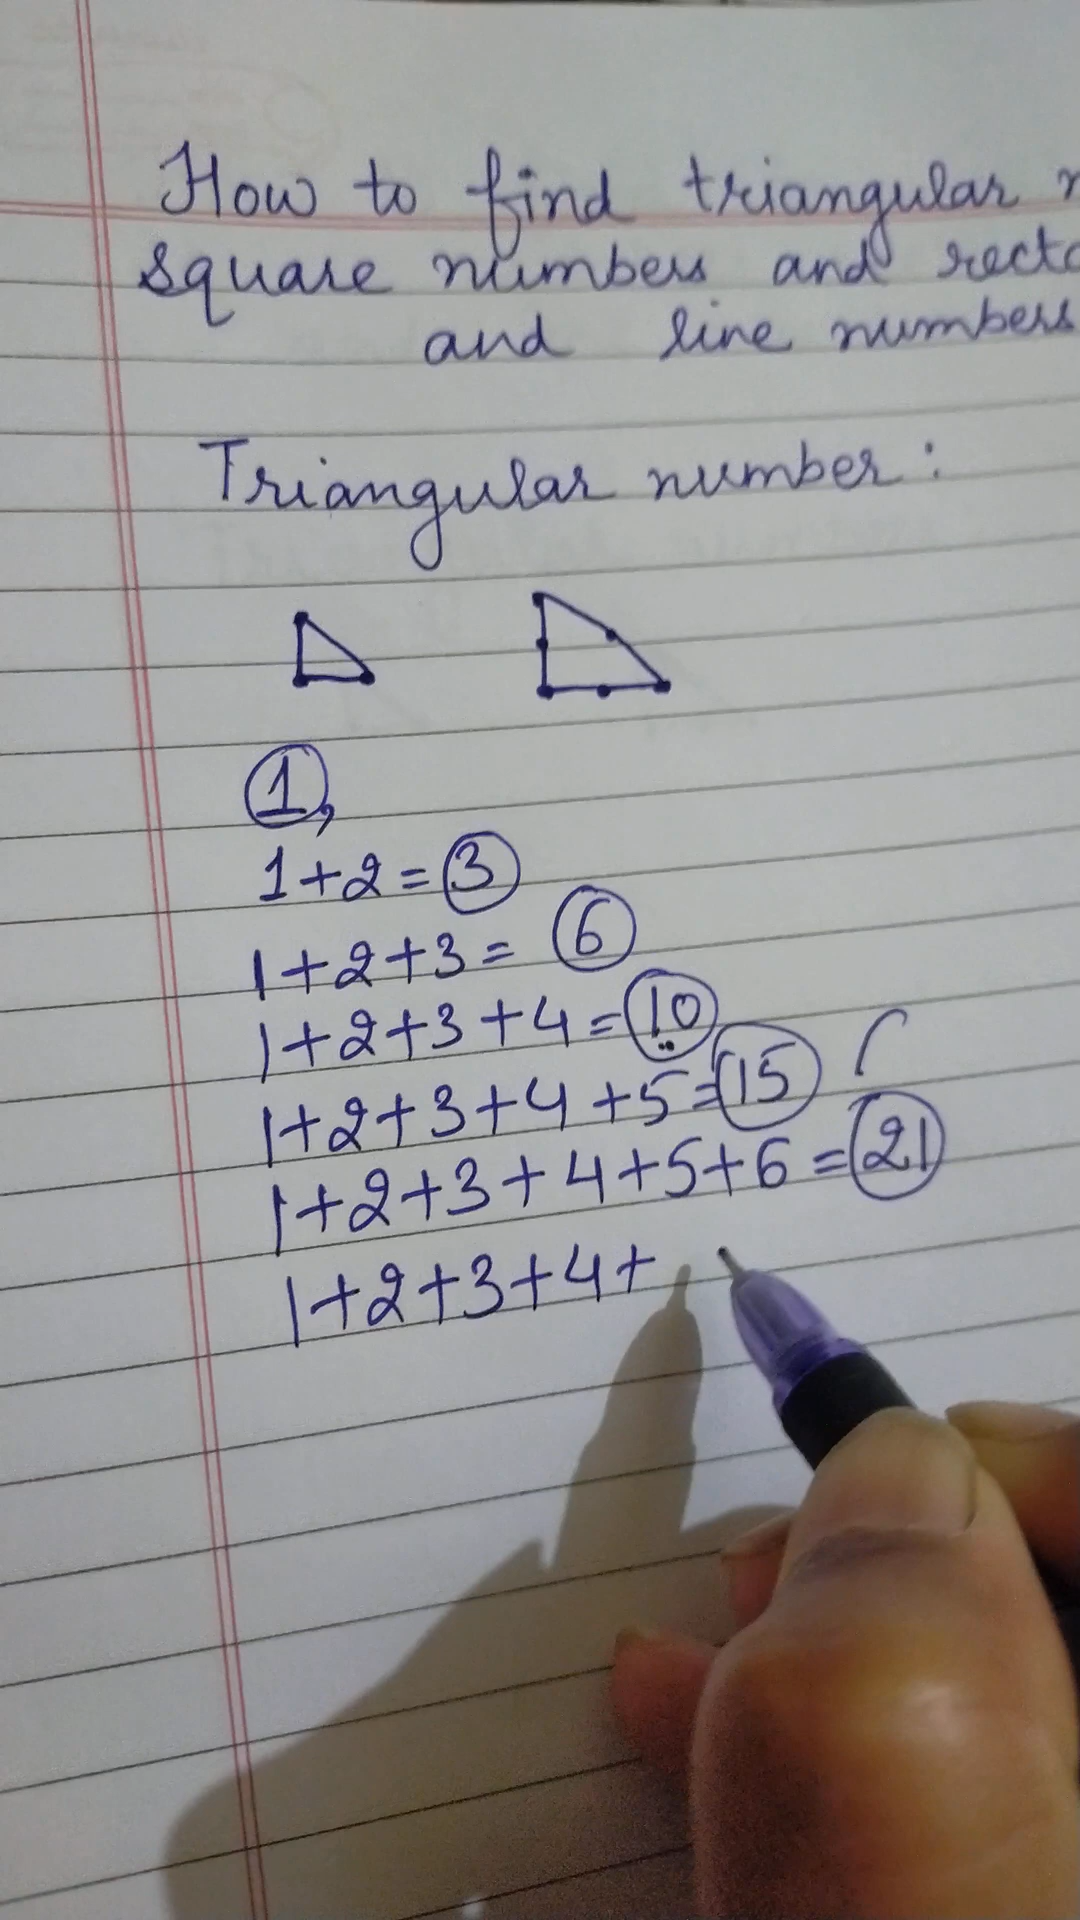 How to find triangular
square numbers and
and line numbers
Triangular number :
1,
1+2=3
1+2+3= 6
1+2+3+4=10
1+2+3+4+5=15
1+2+3+4+5+6=21
1+2+3+4+